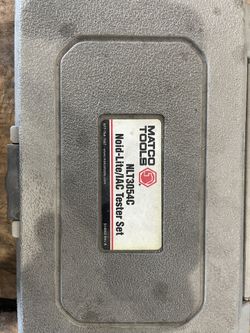 MATCO
TOOLS
NLT3054C
Noid-Lite/IAC Tester Set